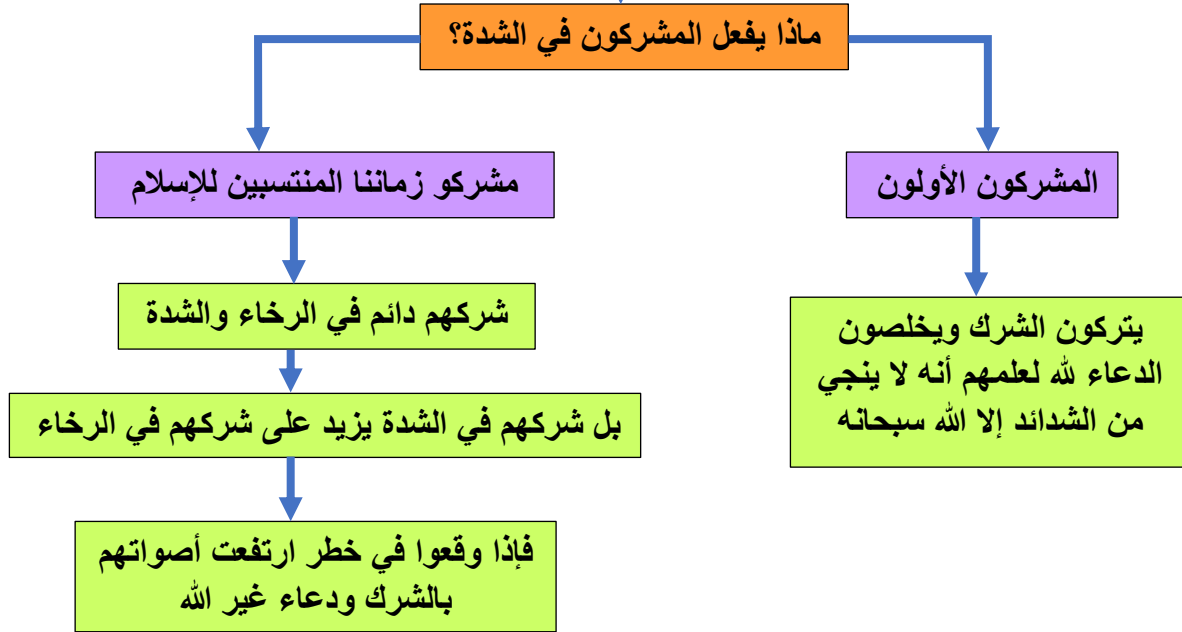 ماذا يفعل المشركون في الشدة؟
المشركون الأولون
يتركون الشرك ويخلصون
الدعاء لله لعلمهم أنه لا ينجي
من الشدائد إلا الله سبحانه
مشركو زماننا المنتسبين للإسلام
شركهم دائم في الرخاء والشدة
بل شركهم في الشدة يزيد على شركهم في الرخاء
فإذا وقعوا في خطر ارتفعت أصواتهم
بالشرك ودعاء غير الله